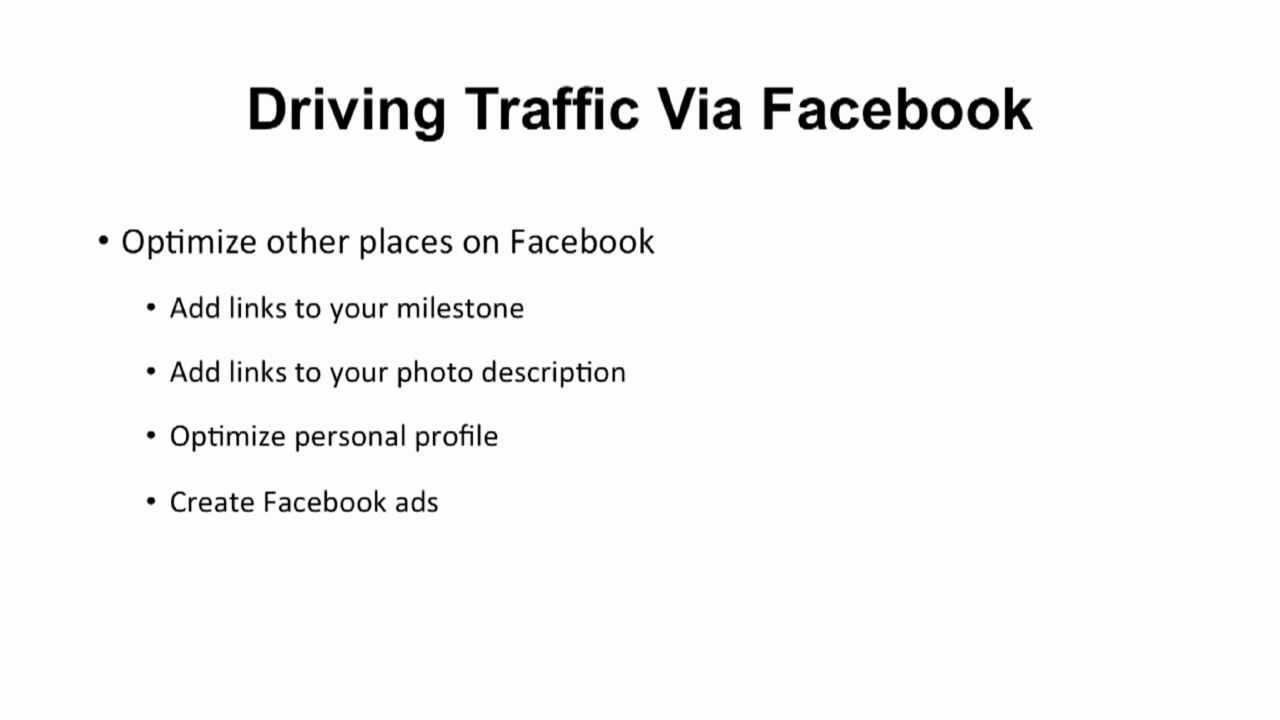 Driving Traffic Via Facebook
• Optimize other places on Facebook
• Add links to your milestone
• Add links to your photo description
• Optimize personal profile
• Create Facebook ads